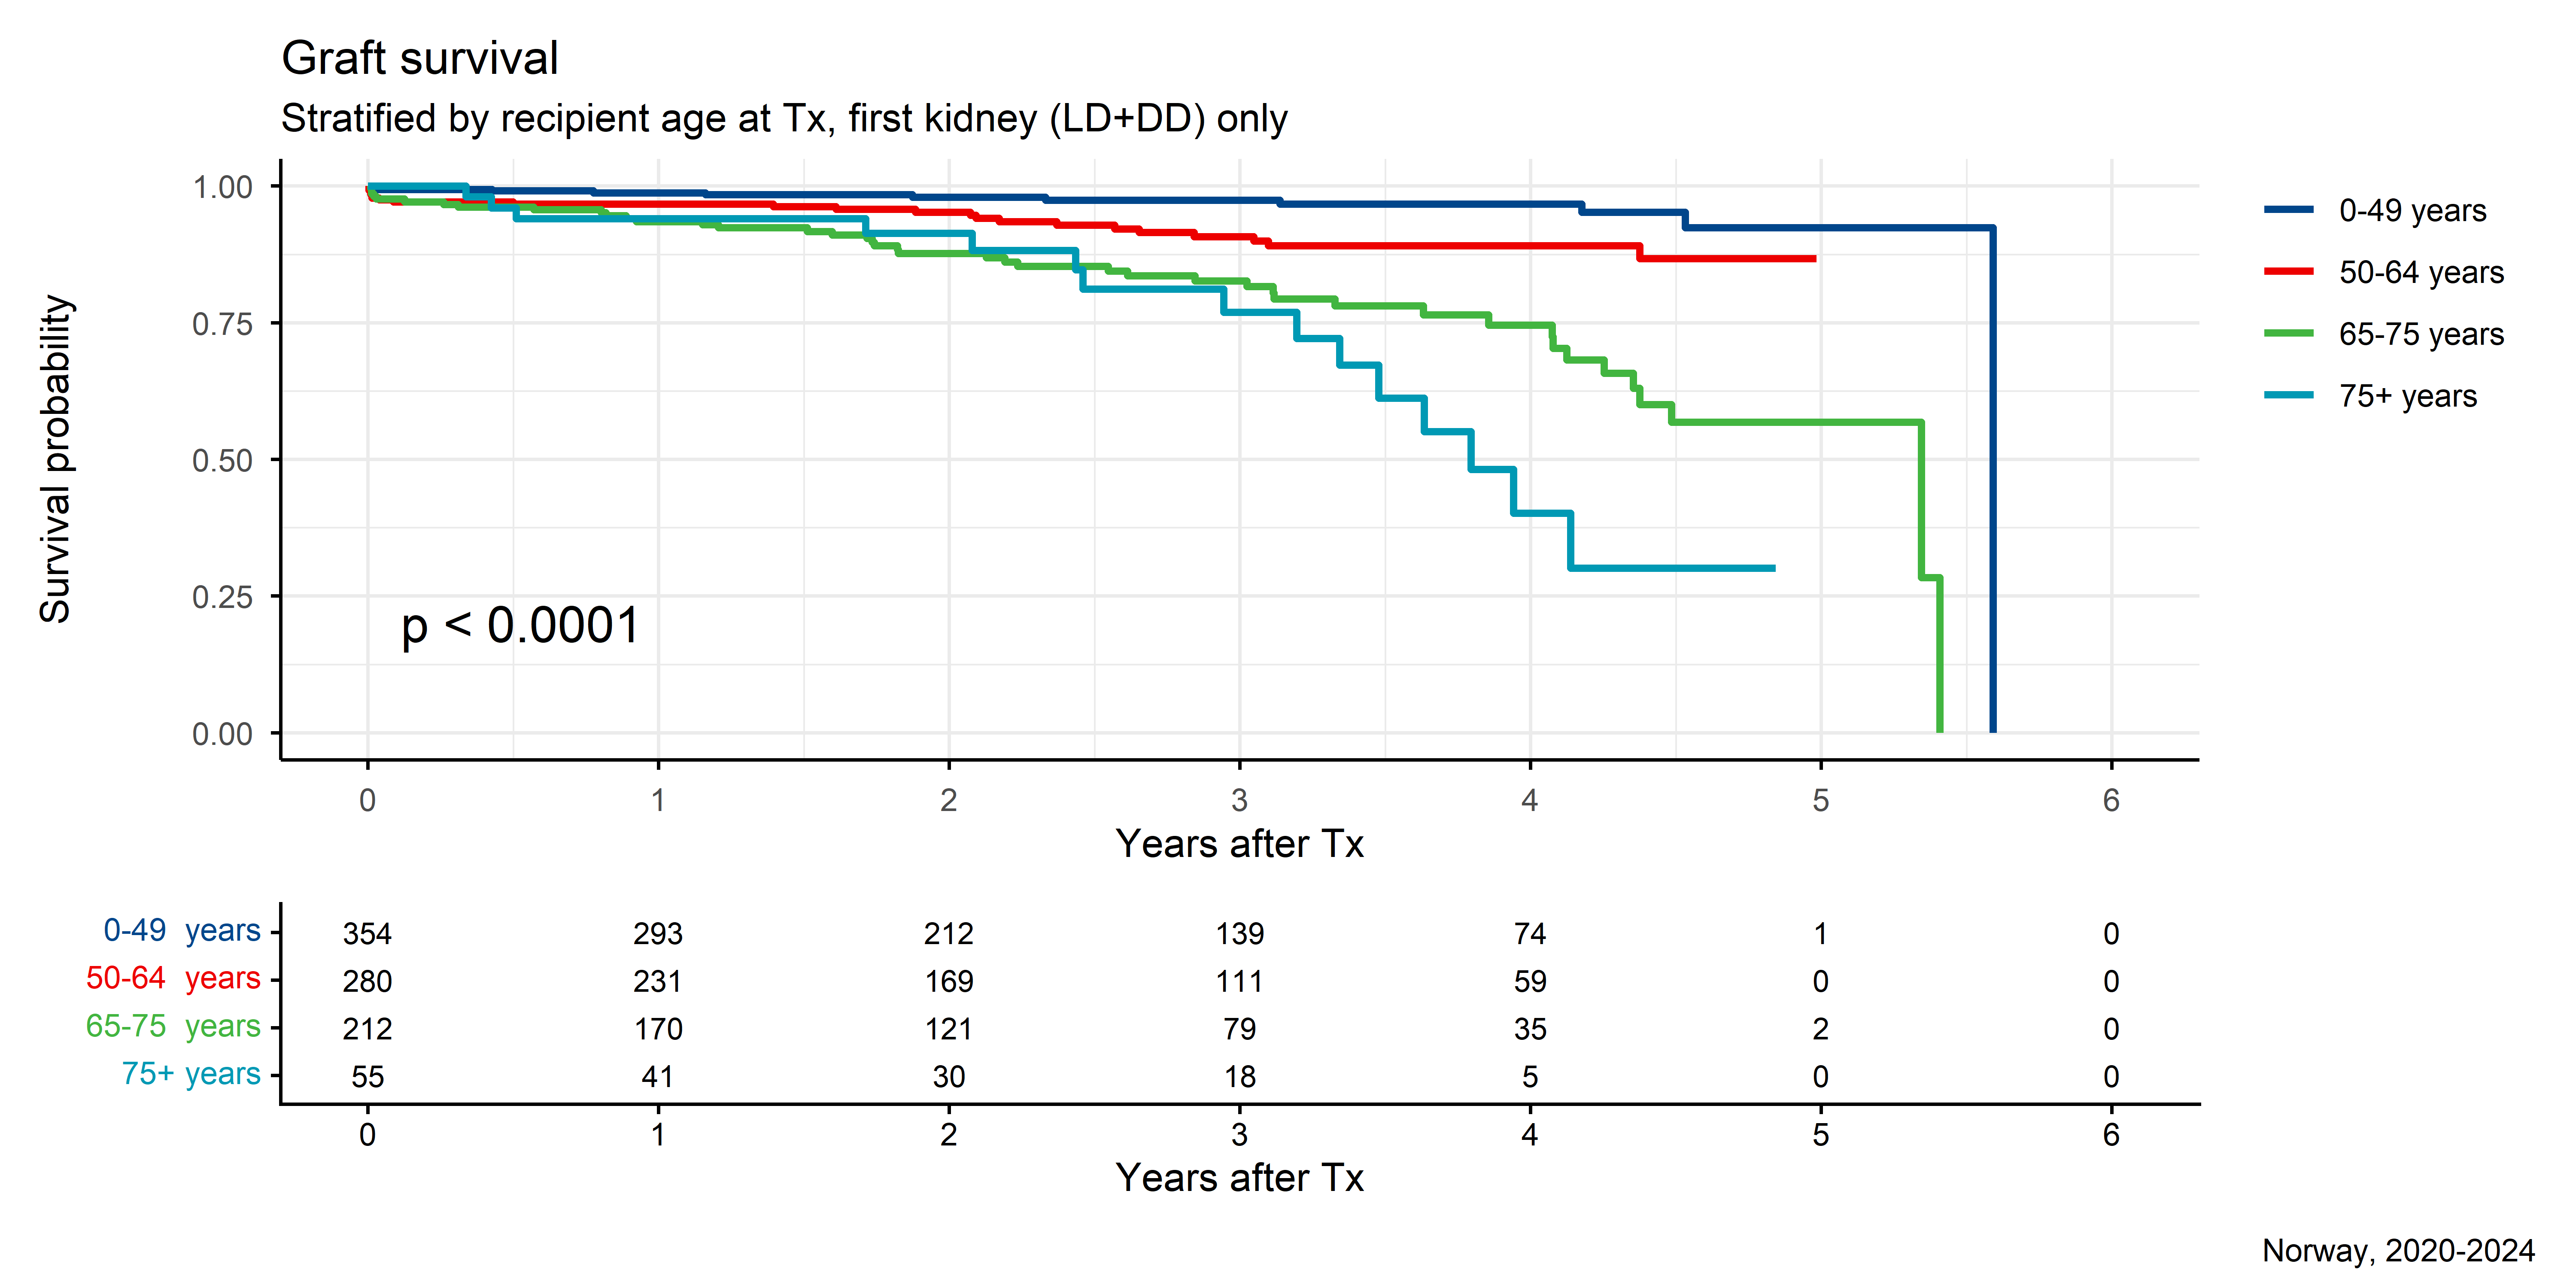 Graft survival
Stratified by recipient age at Tx, first kidney (LD+DD) only
Survival probability
1.00
0.75
0.50
0.25
0.00
p < 0.0001
0 1 2 3 4 5 6
Years after Tx
0-49 years
50-64 years
65-75 years
75+ years
0-49 years 354 293 212 139 74 1 0
50-64 years 280 231 169 111 59 0 0
65-75 years 212 170 121 79 35 2 0
75+ years 55 41 30 18 5 0 0
0 1 2 3 4 5 6
Years after Tx
Norway, 2020-2024